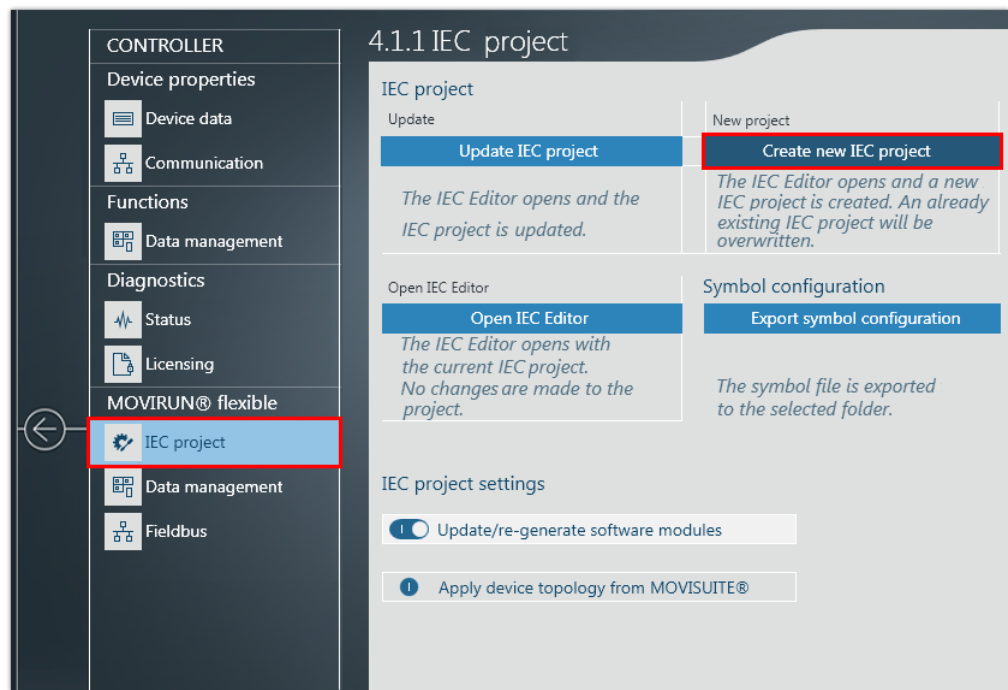 CONTROLLER
Device properties
Device data
Communication
Functions
Data management
Diagnostics
Status
Licensing
MOVIRUN® flexible
IEC project
Data management
Fieldbus
4.1.1 IEC project
IEC project
Update
Update IEC project
The IEC Editor opens and the
IEC project is updated.
New project
Create new IEC project
The IEC Editor opens and a new
IEC project is created. An already
existing IEC project will be
overwritten.
Open IEC Editor
Open IEC Editor
The IEC Editor opens with
the current IEC project.
No changes are made to the
project.
Symbol configuration
Export symbol configuration
The symbol file is exported
to the selected folder.
IEC project settings
Update/re-generate software modules
Apply device topology from MOVISUITE®